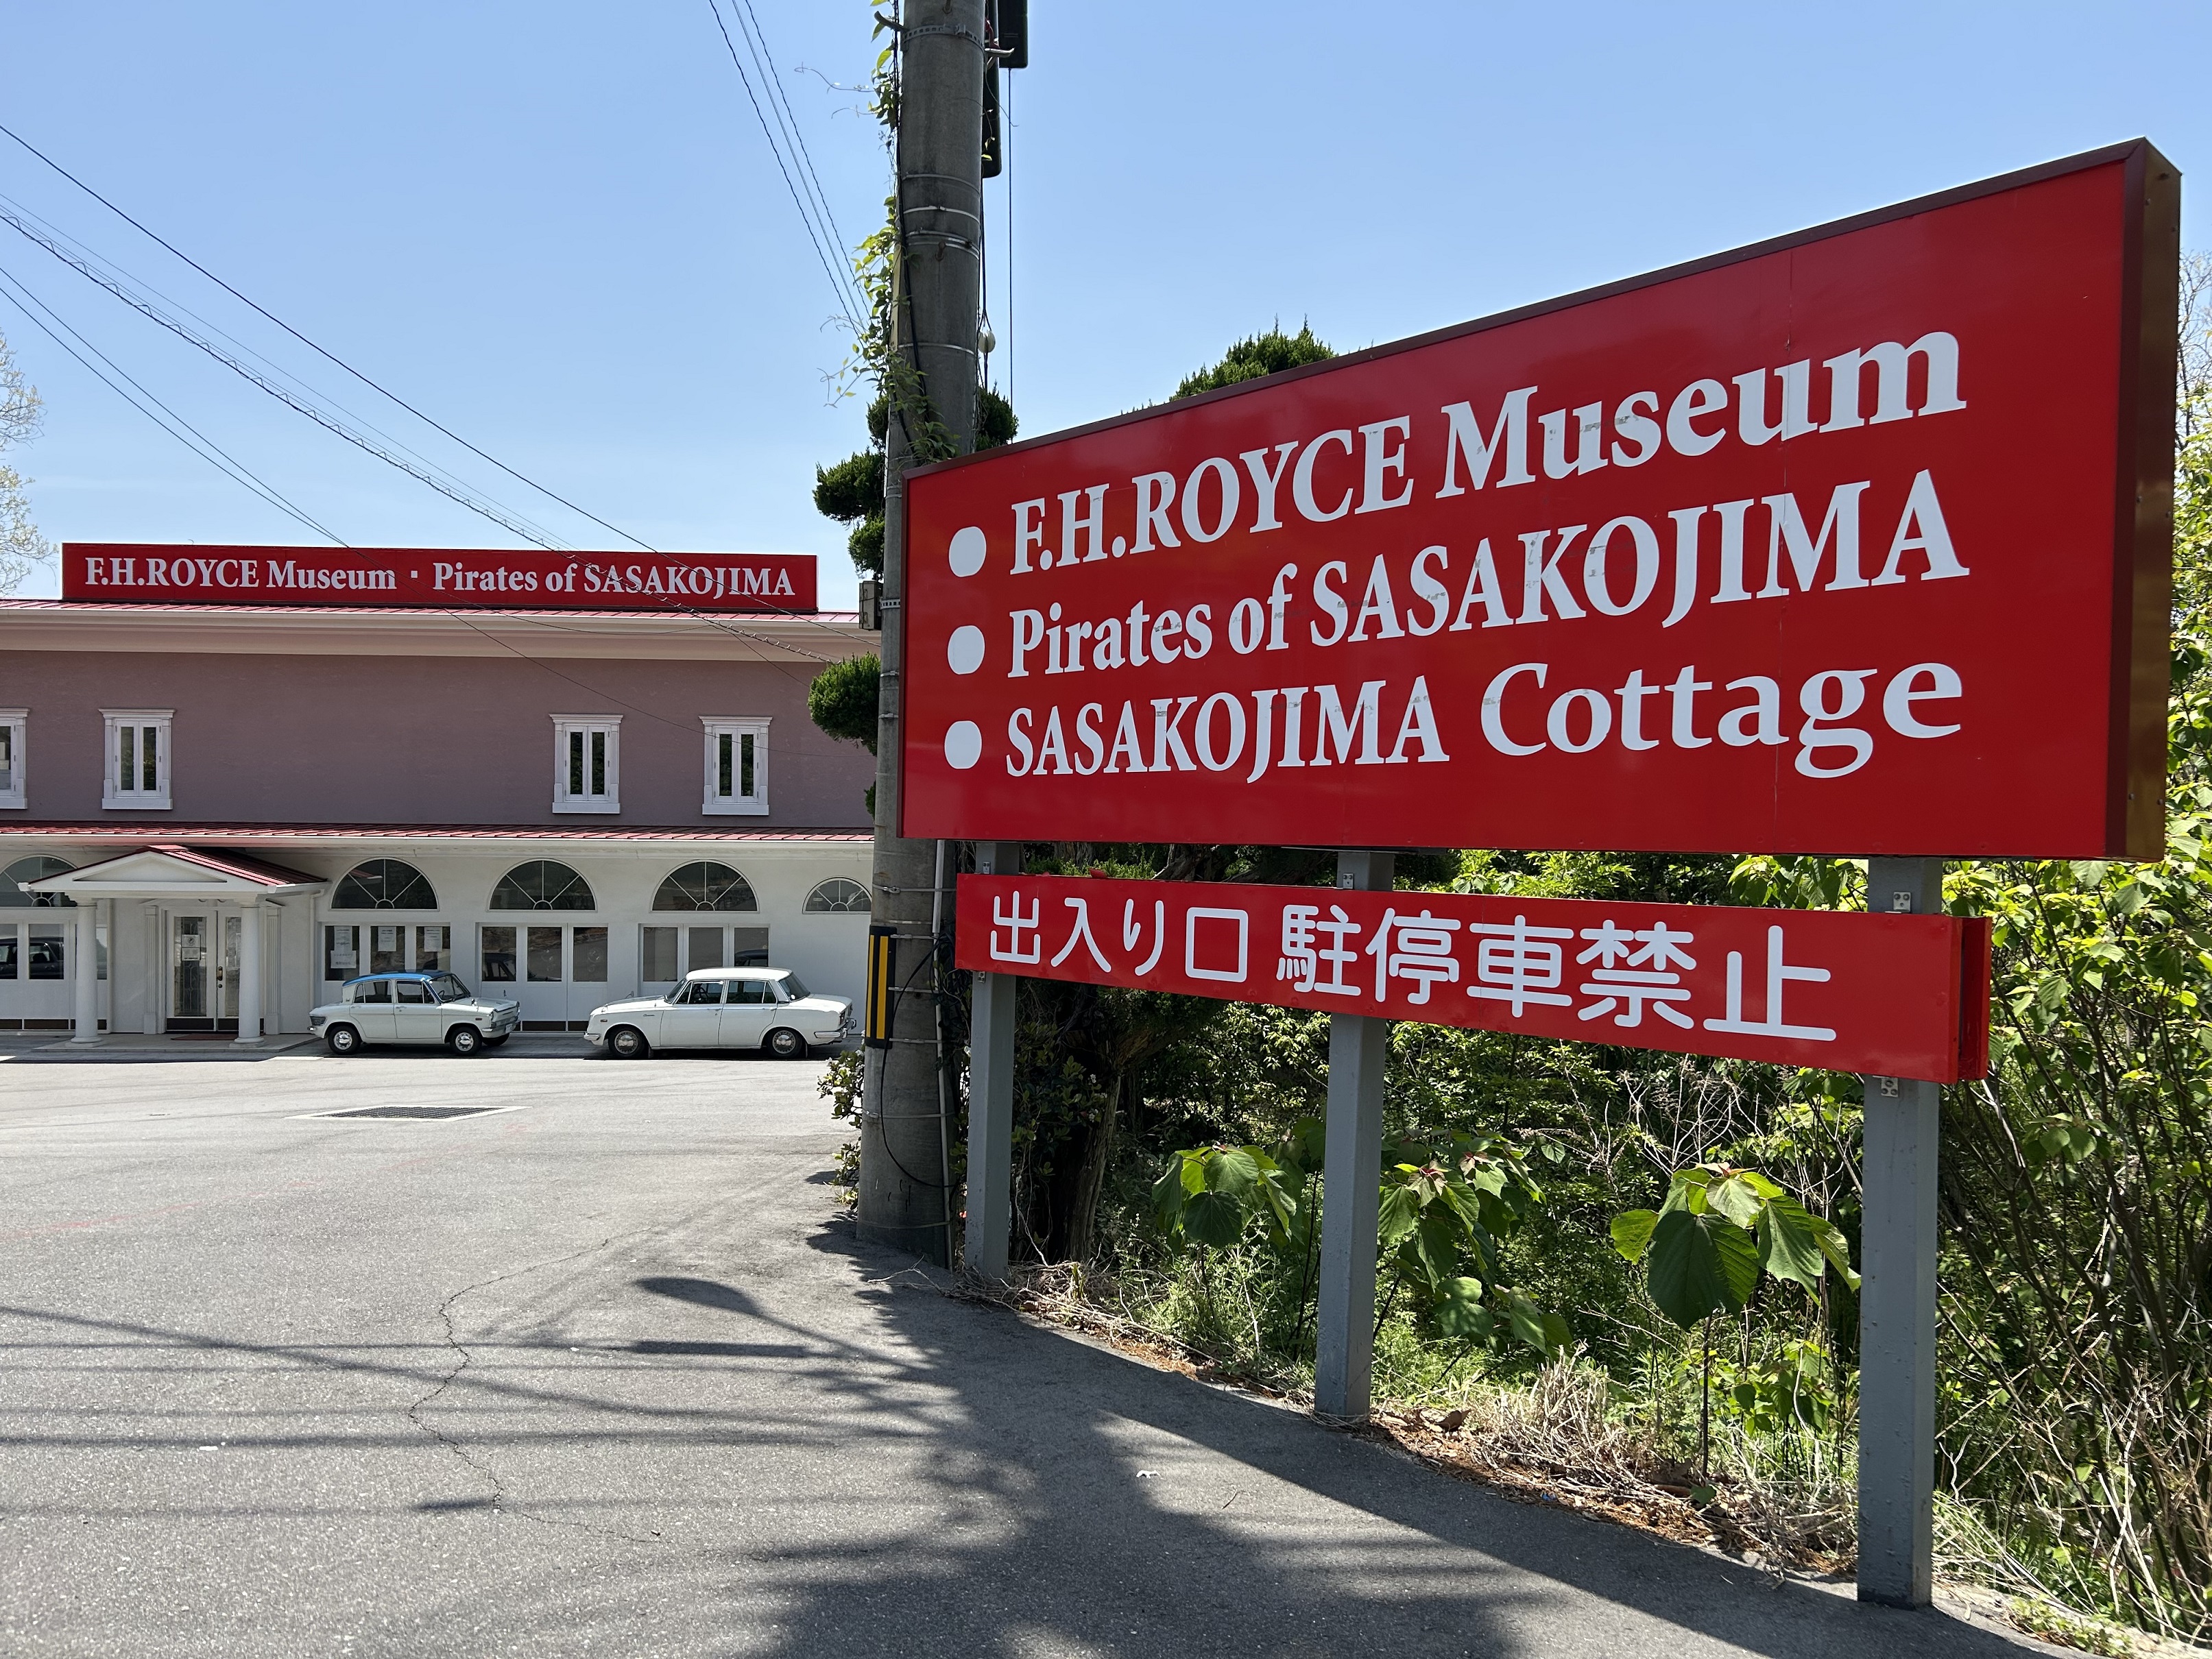 F.H.ROYCE Museum・Pirates of SASAKOJIMA
● F.H.ROYCE Museum
● Pirates of SASAKOJIMA
● SASAKOJIMA Cottage
出入り口 駐停車禁止